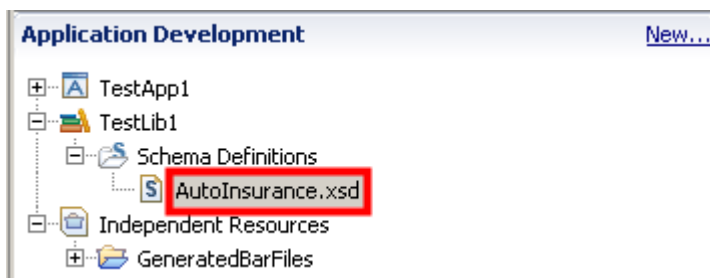 Application Development New...
TestApp1
TestLib1
Schema Definitions
AutoInsurance.xsd
Independent Resources
GeneratedBarFiles